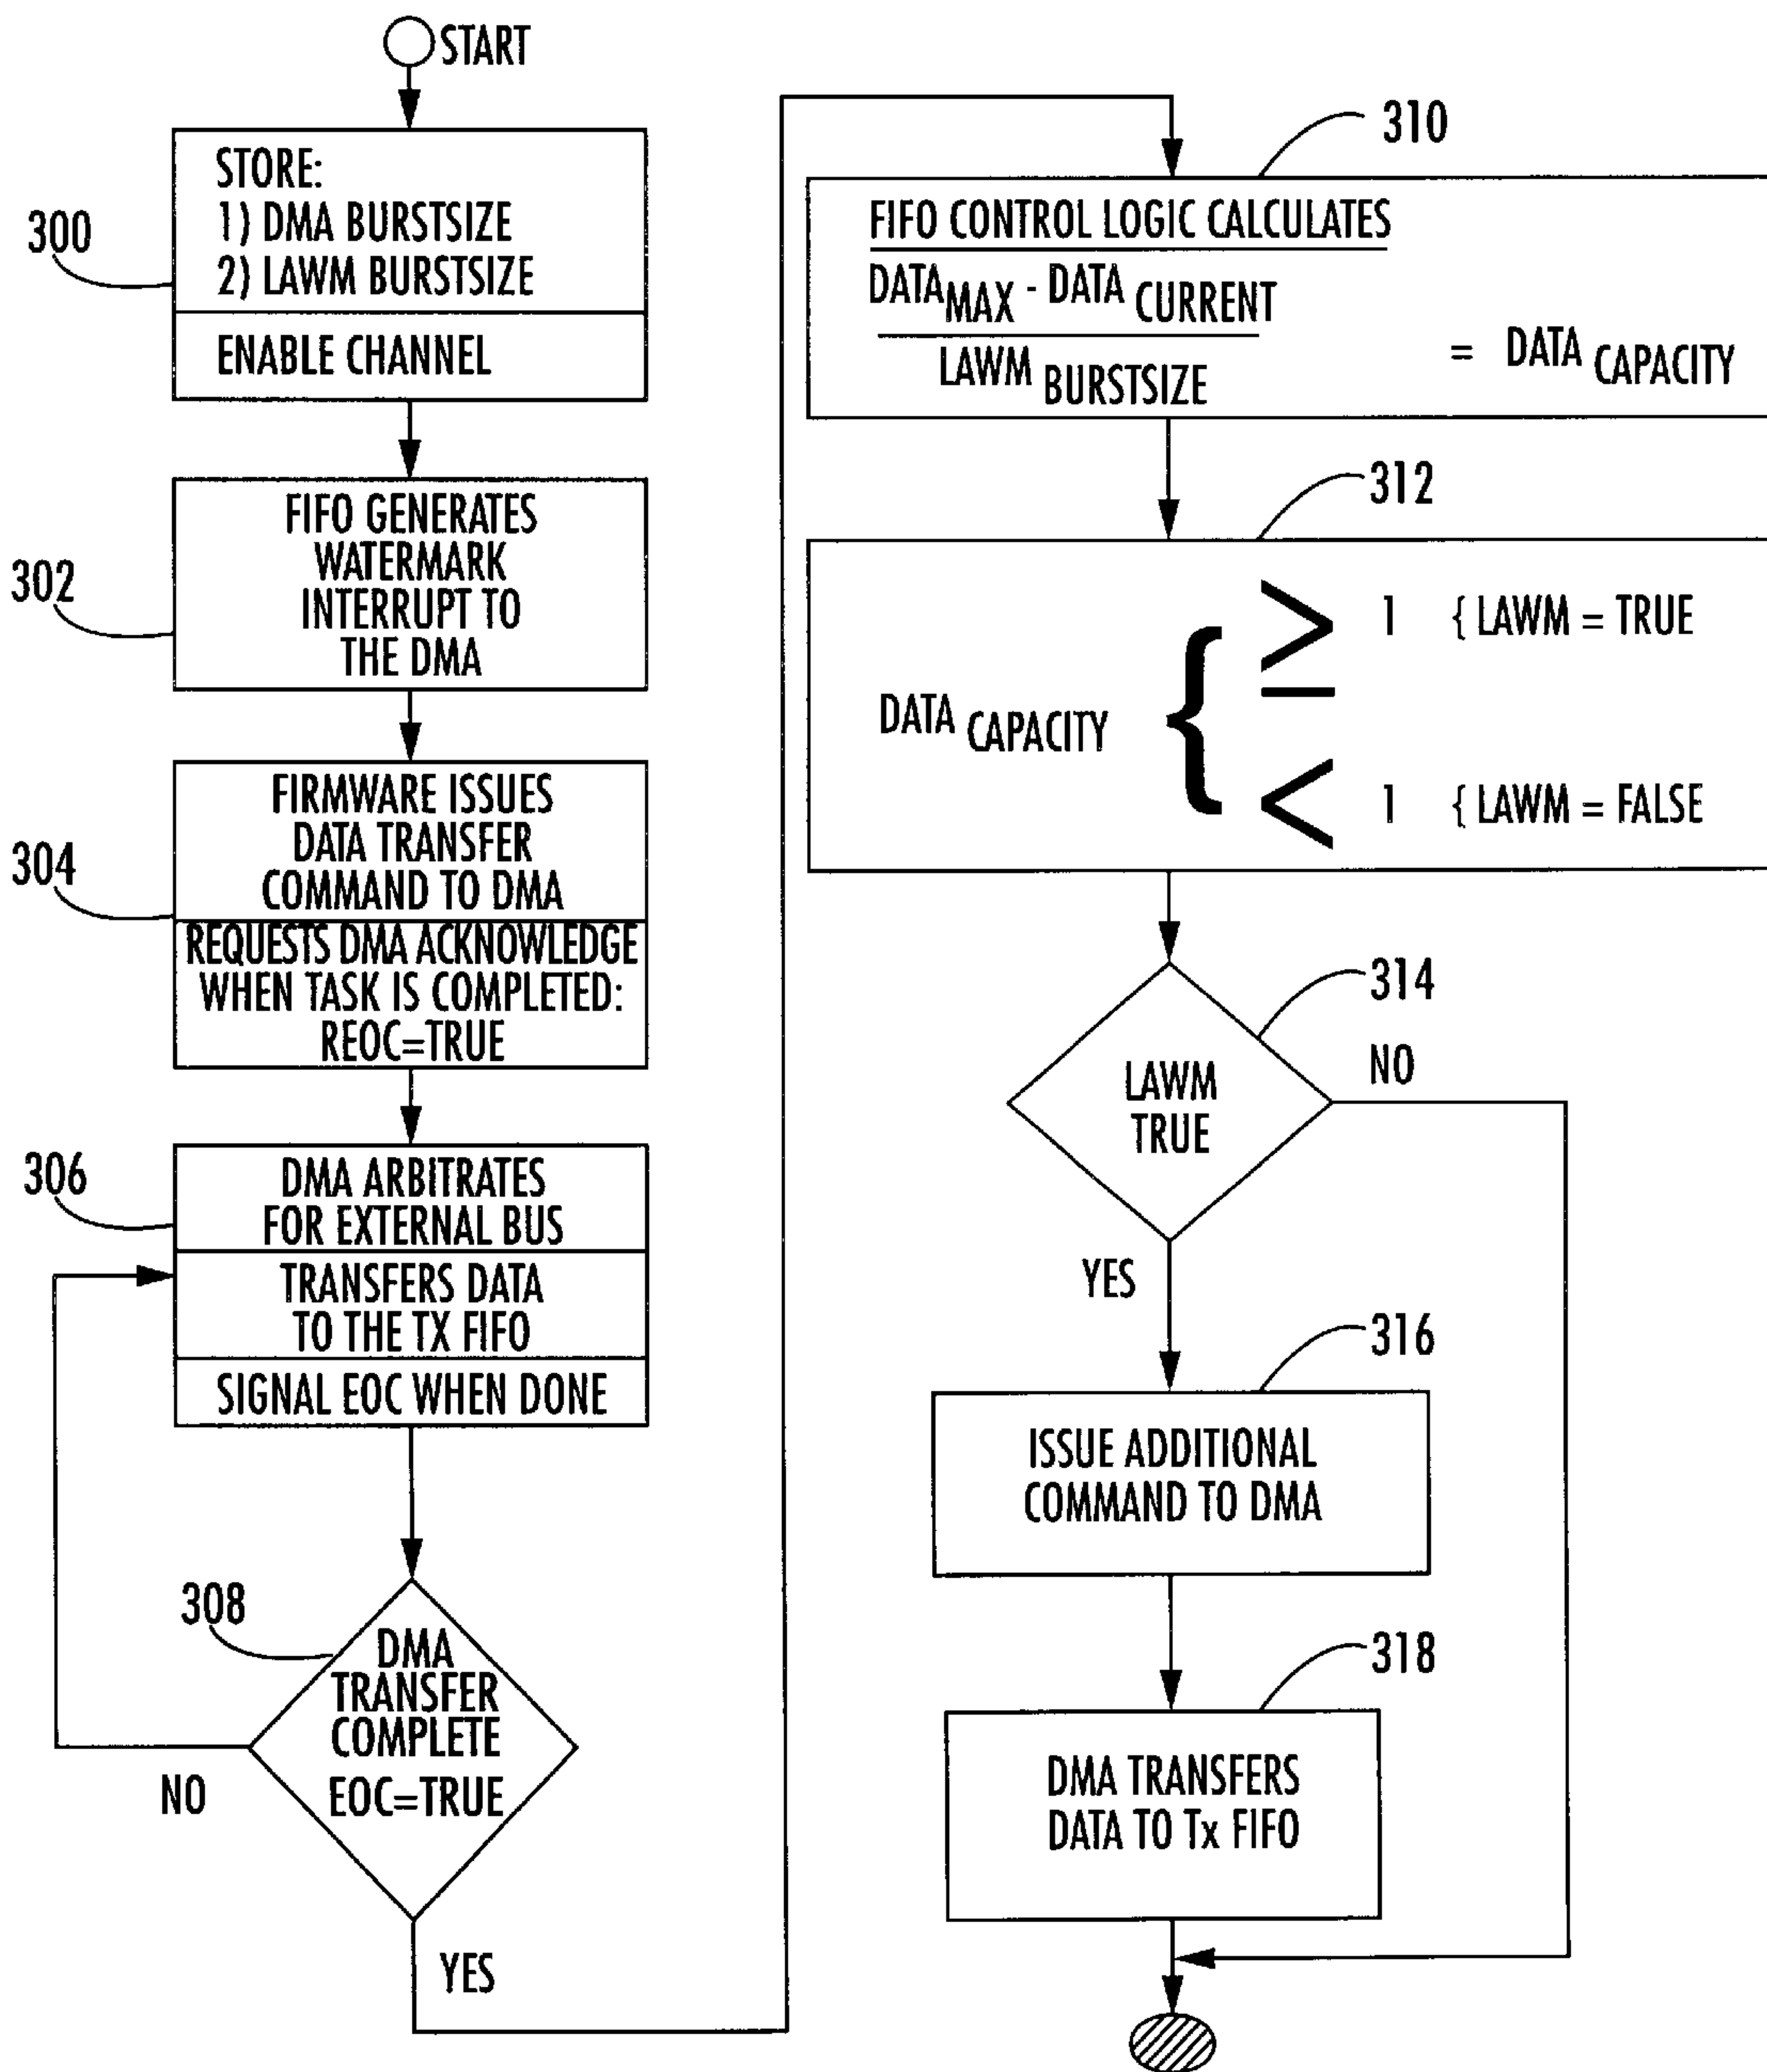 START
STORE:
1) DMA BURSTSIZE
2) LAWM BURSTSIZE
ENABLE CHANNEL
300
FIFO GENERATES
WATERMARK
INTERRUPT TO
THE DMA
302
FIRMWARE ISSUES
DATA TRANSFER
COMMAND TO DMA
REQUESTS DMA ACKNOWLEDGE
WHEN TASK IS COMPLETED:
REOC=TRUE
304
DMA ARBITRATES
FOR EXTERNAL BUS
TRANSFERS DATA
TO THE TX FIFO
SIGNAL EOC WHEN DONE
306
308
DMA
TRANSFER
COMPLETE
EOC=TRUE
NO
YES
310
FIFO CONTROL LOGIC CALCULATES
DATA MAX - DATA CURRENT
LAWM BURSTSIZE = DATA CAPACITY
312
≥ 1 { LAWM = TRUE
DATA CAPACITY {
< 1 { LAWM = FALSE
314
LAWM
TRUE
NO
YES
316
ISSUE ADDITIONAL
COMMAND TO DMA
318
DMA TRANSFERS
DATA TO Tx FIFO